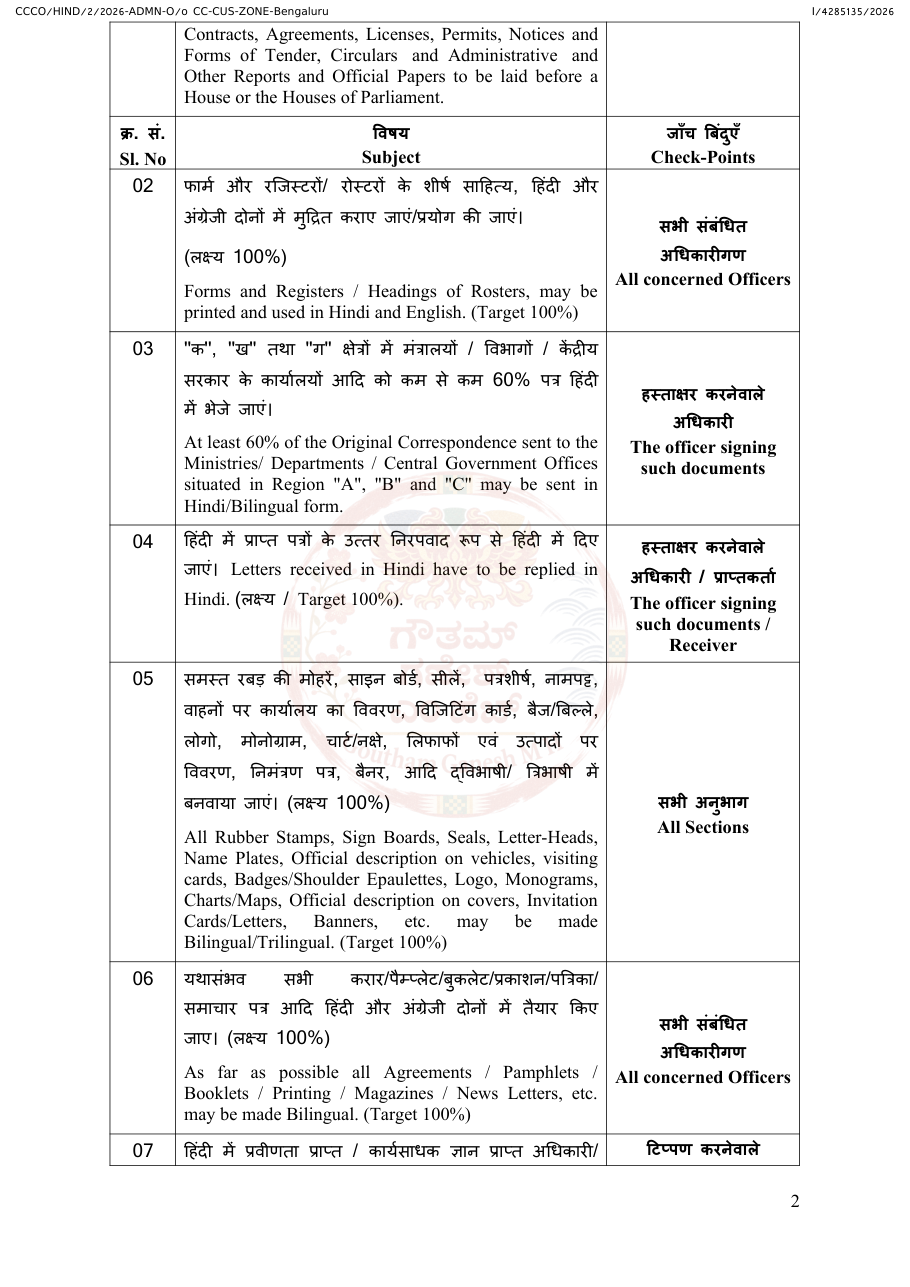 CCCO/HIND/2/2026-ADMN-O/o CC-CUS-ZONE-Bengaluru
I/4285135/2026
Contracts, Agreements, Licenses, Permits, Notices and
Forms of Tender, Circulars and Administrative and
Other Reports and Official Papers to be laid before a
House or the Houses of Parliament.
क्र. सं.
Sl. No
विषय
Subject
जाँच बिंदुएँ
Check-Points
02
फार्म और रजिस्टरों/ रोस्टरों के शीर्ष साहित्य, हिंदी और
अंग्रेजी दोनों में मुद्रित कराए जाएं/प्रयोग की जाएं।
(लक्ष्य 100%)
Forms and Registers / Headings of Rosters, may be
printed and used in Hindi and English. (Target 100%)
सभी संबंधित
अधिकारीगण
All concerned Officers
03
"क", "ख" तथा "ग" क्षेत्रों में मंत्रालयों / विभागों / केंद्रीय
सरकार के कार्यालयों आदि को कम से कम 60% पत्र हिंदी
में भेजे जाएं।
At least 60% of the Original Correspondence sent to the
Ministries/ Departments / Central Government Offices
situated in Region "A", "B" and "C" may be sent in
Hindi/Bilingual form.
हस्ताक्षर करनेवाले
अधिकारी
The officer signing
such documents
04
हिंदी में प्राप्त पत्रों के उत्तर निरपवाद रूप से हिंदी में दिए
जाएं। Letters received in Hindi have to be replied in
Hindi. (लक्ष्य / Target 100%).
हस्ताक्षर करनेवाले
अधिकारी / प्राप्तकर्ता
The officer signing
such documents /
Receiver
05
समस्त रबड़ की मोहरें, साइन बोर्ड, सीलें, पत्रशीर्ष, नामपट्ट,
वाहनों पर कार्यालय का विवरण, विजिटिंग कार्ड, बैज/बिल्ले,
लोगो, मोनोग्राम, चार्ट/नक्षे, लिफाफों एवं उत्पादों पर
विवरण, निमंत्रण पत्र, बैनर, आदि द्विभाषी/ त्रिभाषी में
बनवाया जाएं। (लक्ष्य 100%)
All Rubber Stamps, Sign Boards, Seals, Letter-Heads,
Name Plates, Official description on vehicles, visiting
cards, Badges/Shoulder Epaulettes, Logo, Monograms,
Charts/Maps, Official description on covers, Invitation
Cards/Letters, Banners, etc. may be made
Bilingual/Trilingual. (Target 100%)
सभी अनुभाग
All Sections
06
यथासंभव सभी करार/पैम्प्लेट/बुकलेट/प्रकाशन/पत्रिका/
समाचार पत्र आदि हिंदी और अंग्रेजी दोनों में तैयार किए
जाए। (लक्ष्य 100%)
As far as possible all Agreements / Pamphlets /
Booklets / Printing / Magazines / News Letters, etc.
may be made Bilingual. (Target 100%)
सभी संबंधित
अधिकारीगण
All concerned Officers
07
हिंदी में प्रवीणता प्राप्त / कार्यसाधक ज्ञान प्राप्त अधिकारी/
टिप्पण करनेवाले
ಗೌತಮ್
ಗಣೇಶ್
ಎಂಹೆಚ್
Goutham Ganesh M H
2